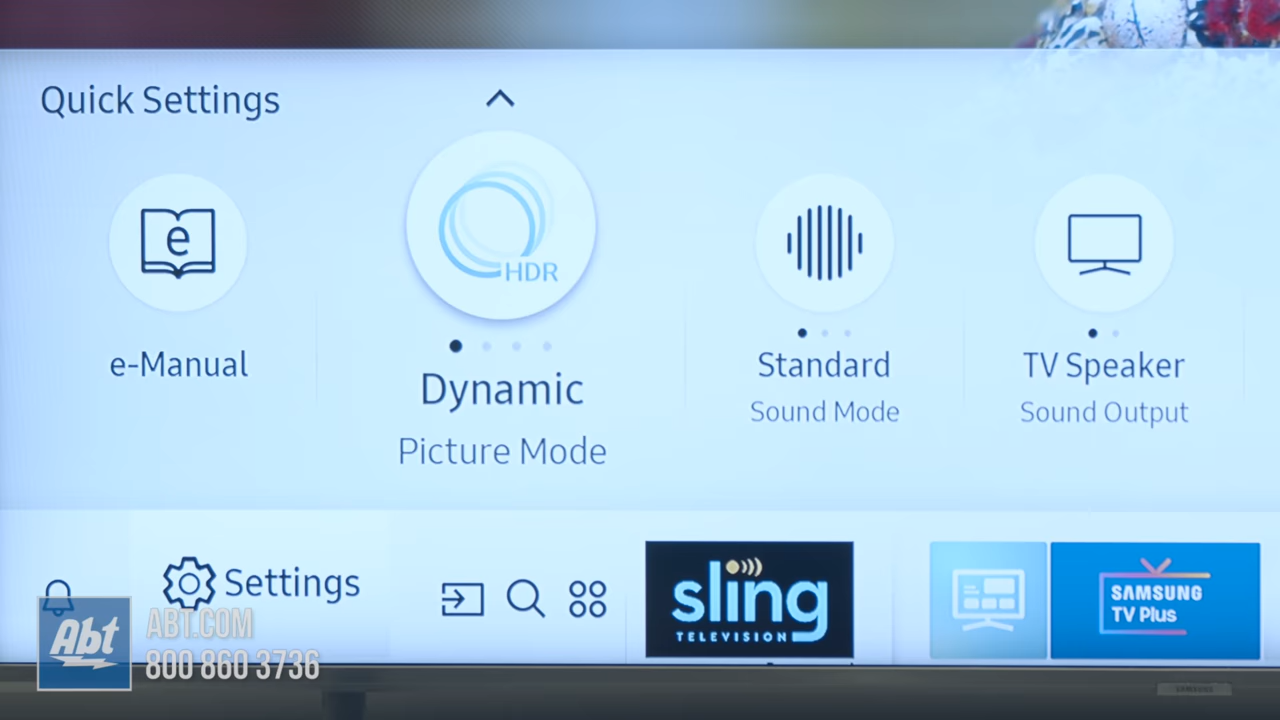 Quick Settings
e
HDR
e-Manual
Dynamic
Picture Mode
Standard
Sound Mode
TV Speaker
Sound Output
Settings
sling
TELEVISION
SAMSUNG
TV Plus
Abt
ABT.COM
800 860 3736
SAMSUNG